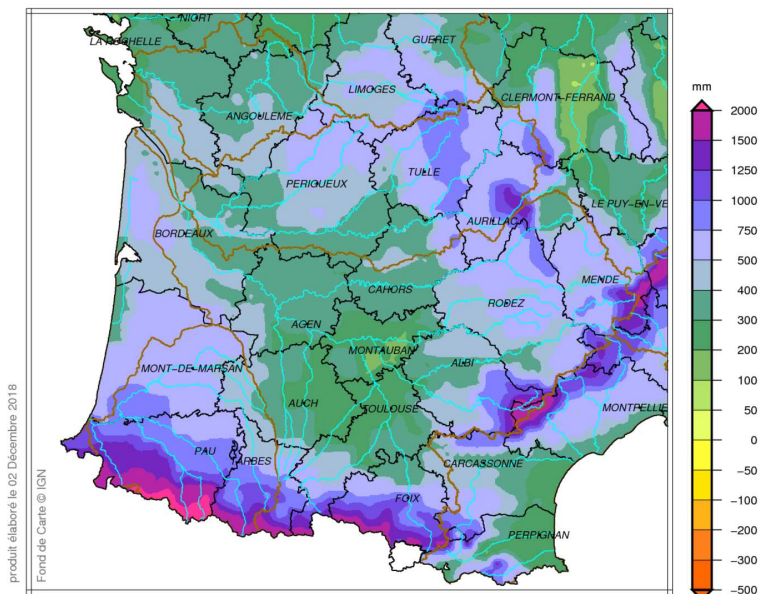 NIORT
LA ROCHELLE
GUERET
LIMOGES
CLERMONT-FERRAND
ANGOULEME
PERIGUEUX
TULLE
LE PUY-EN-VE
AURILLAC
BORDEAUX
MENDE
CAHORS
RODEZ
AGEN
MONTAUBAN
ALBI
MONT-DE-MARSAN
AUCH
TOULOUSE
MONTPELLIE
PAU
TARBES
CARCASSONNE
FOIX
PERPIGNAN
mm
2000
1500
1250
1000
750
500
400
300
200
100
50
0
−50
−100
−200
−300
−500
produit élaboré le 02 Décembre 2018
Fond de Carte © IGN